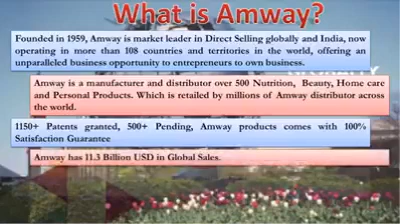 What is Amway?
Founded in 1959, Amway is market leader in Direct Selling globally and India, now
operating in more than 108 countries and territories in the world, offering an
unparalleled business opportunity to entrepreneurs to own business.
Amway is a manufacturer and distributor over 500 Nutrition, Beauty, Home care
and Personal Products. Which is retailed by millions of Amway distributor across
the world.
1150+ Patents granted, 500+ Pending, Amway products comes with 100%
Satisfaction Guarantee
Amway has 11.3 Billion USD in Global Sales.